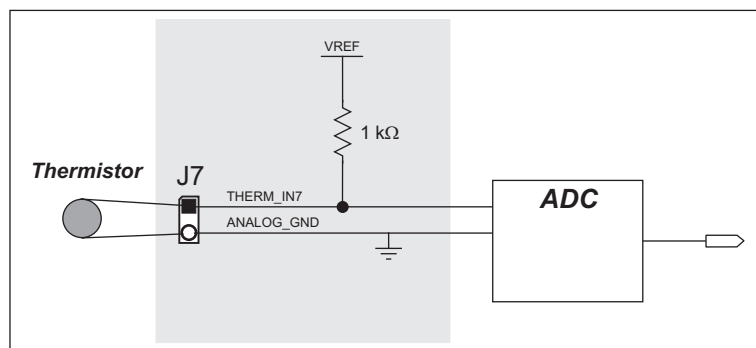 VREF
1 kΩ
Thermistor
J7
THERM_IN7
ADC
ANALOG_GND